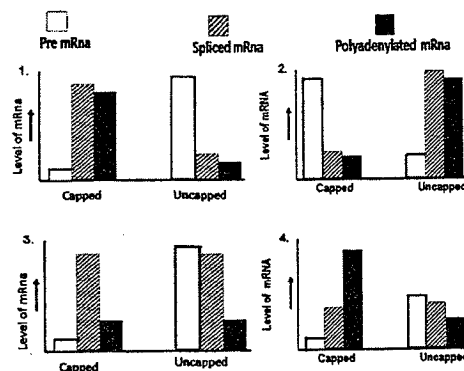 Pre mRna
Spliced mRna
Polyadenylated mRna
1.
Level of mRna
Capped
Uncapped
2.
Level of mRNA
Capped
Uncapped
3.
Level of mRna
Capped
Uncapped
4.
Level of mRNA
Capped
Uncapped